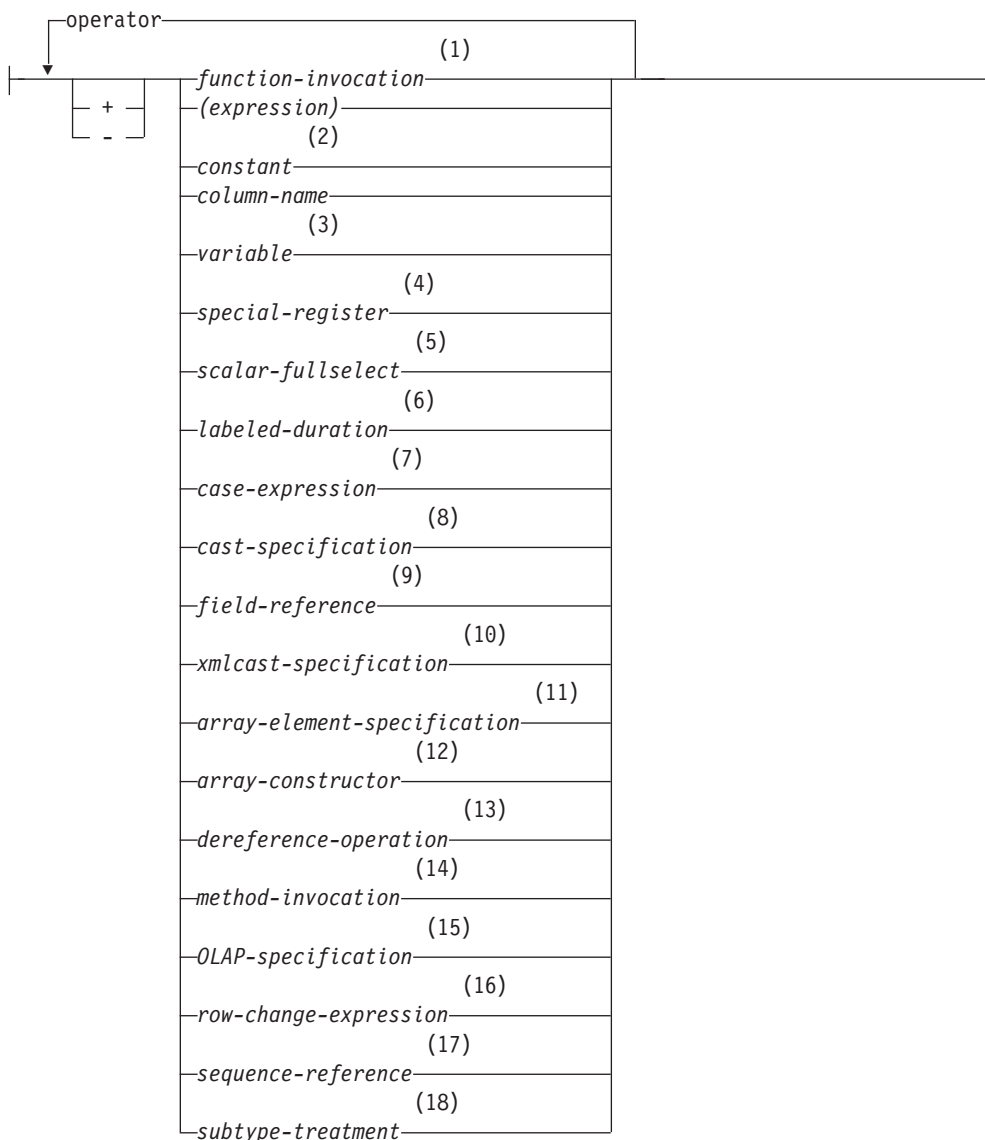 operator
(1)
function-invocation
+
(expression)
-
(2)
constant
column-name
(3)
variable
(4)
special-register
(5)
scalar-fullselect
(6)
labeled-duration
(7)
case-expression
(8)
cast-specification
(9)
field-reference
(10)
xmlcast-specification
(11)
array-element-specification
(12)
array-constructor
(13)
dereference-operation
(14)
method-invocation
(15)
OLAP-specification
(16)
row-change-expression
(17)
sequence-reference
(18)
subtype-treatment